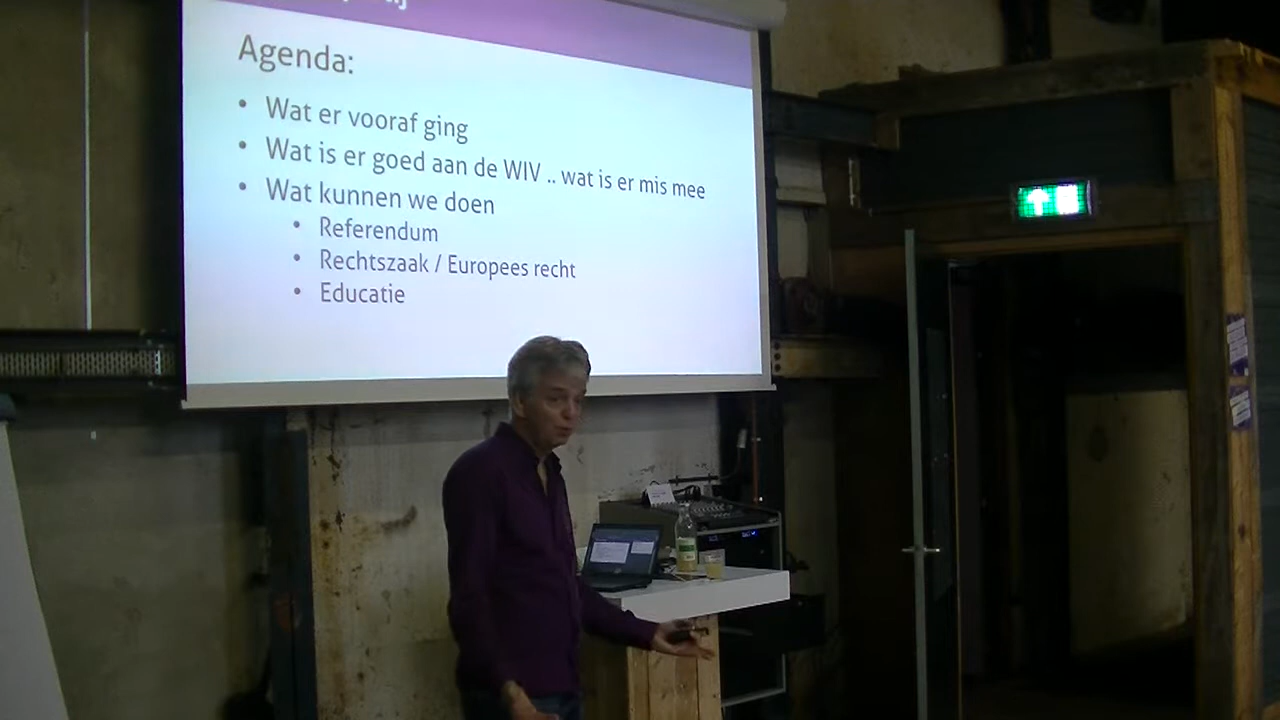 Agenda:
• Wat er vooraf ging
• Wat is er goed aan de WIV .. wat is er mis mee
• Wat kunnen we doen
• Referendum
• Rechtszaak / Europees recht
• Educatie